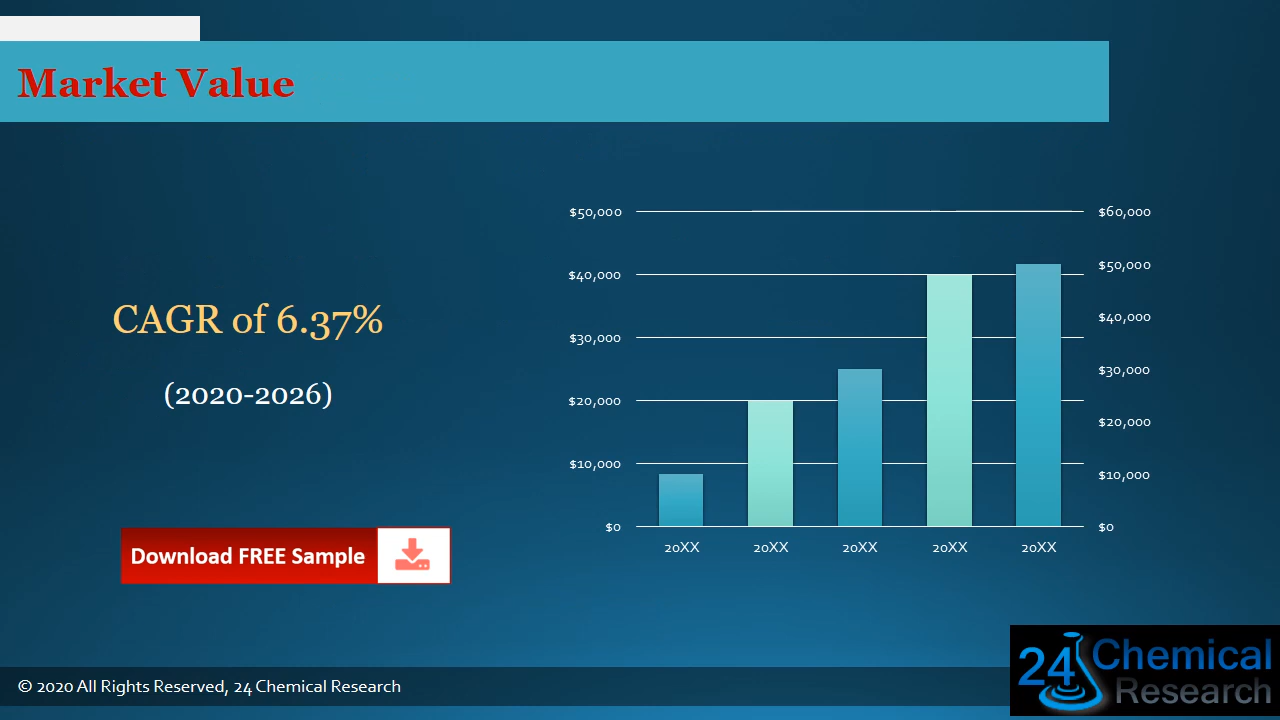 Market Value
CAGR of 6.37%
(2020-2026)
Download FREE Sample
$50,000
$40,000
$30,000
$20,000
$10,000
$0
$60,000
$50,000
$40,000
$30,000
$20,000
$10,000
$0
20XX 20XX 20XX 20XX 20XX
© 2020 All Rights Reserved, 24 Chemical Research
24 Chemical
Research